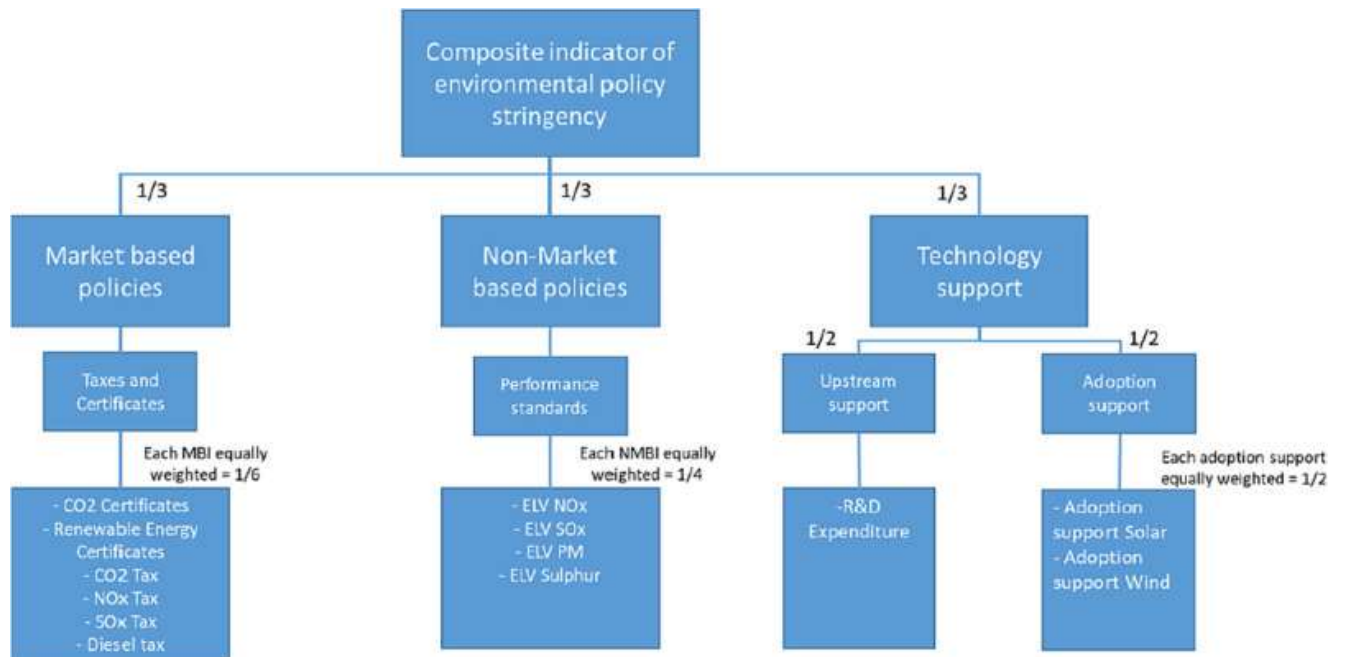 Composite indicator of
environmental policy
stringency
1/3
1/3
1/3
Market based
policies
Non-Market
based policies
Technology
support
1/2
1/2
Taxes and
Certificates
Performance
standards
Upstream
support
Adoption
support
Each MBI equally
weighted = 1/6
Each NMBI equally
weighted = 1/4
Each adoption support
equally weighted = 1/2
- CO2 Certificates
- Renewable Energy
Certificates
- CO2 Tax
- NOx Tax
- SOx Tax
- Diesel tax
- ELV NOx
- ELV SOx
- ELV PM
- ELV Sulphur
-R&D
Expenditure
- Adoption
support Solar
- Adoption
support Wind